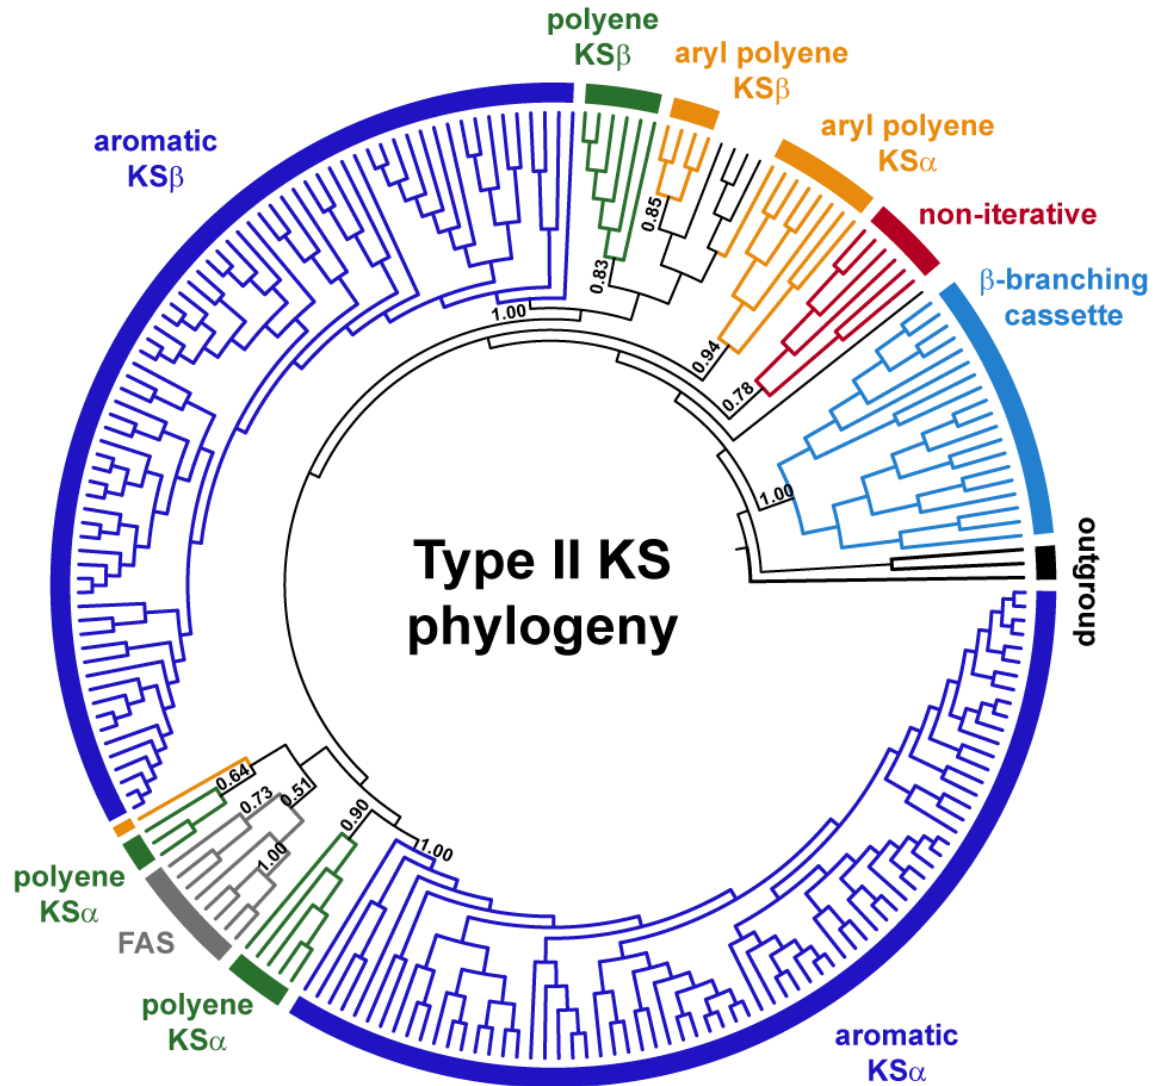 polyene
KSβ
aryl polyene
KSβ
aryl polyene
KSα
aromatic
KSβ
non-iterative
β-branching
cassette
0.85
0.83
1.00
0.94
0.78
1.00
outgroup
Type II KS
phylogeny
0.64
0.73
0.51
0.90
1.00
1.00
polyene
KSα
FAS
polyene
KSα
aromatic
KSα